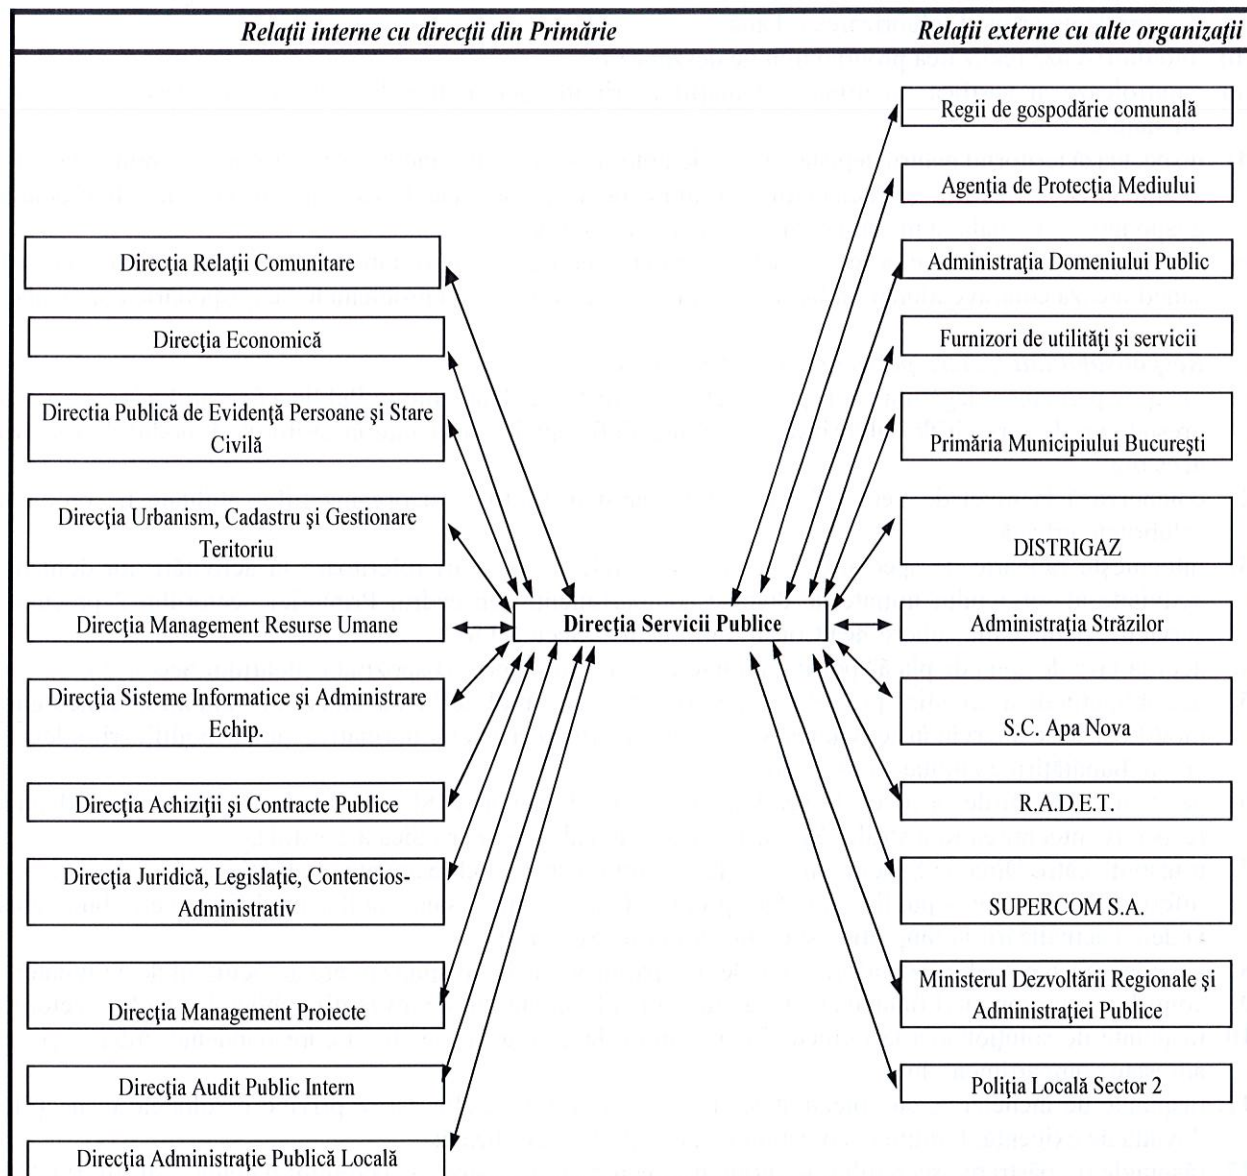 Relaţii interne cu direcţii din Primărie
Relaţii externe cu alte organizaţii
Direcţia Relaţii Comunitare
Direcţia Economică
Directia Publică de Evidenţă Persoane şi Stare
Civilă
Direcţia Urbanism, Cadastru şi Gestionare
Teritoriu
Direcţia Management Resurse Umane
Direcţia Sisteme Informatice şi Administrare
Echip.
Direcţia Achiziţii şi Contracte Publice
Direcţia Juridică, Legislaţie, Contencios-
Administrativ
Direcţia Management Proiecte
Direcţia Audit Public Intern
Direcţia Administraţie Publică Locală
Direcţia Servicii Publice
Regii de gospodărie comunală
Agenţia de Protecţia Mediului
Administraţia Domeniului Public
Furnizori de utilităţi şi servicii
Primăria Municipiului Bucureşti
DISTRIGAZ
Administraţia Străzilor
S.C. Apa Nova
R.A.D.E.T.
SUPERCOM S.A.
Ministerul Dezvoltării Regionale şi
Administraţiei Publice
Poliţia Locală Sector 2